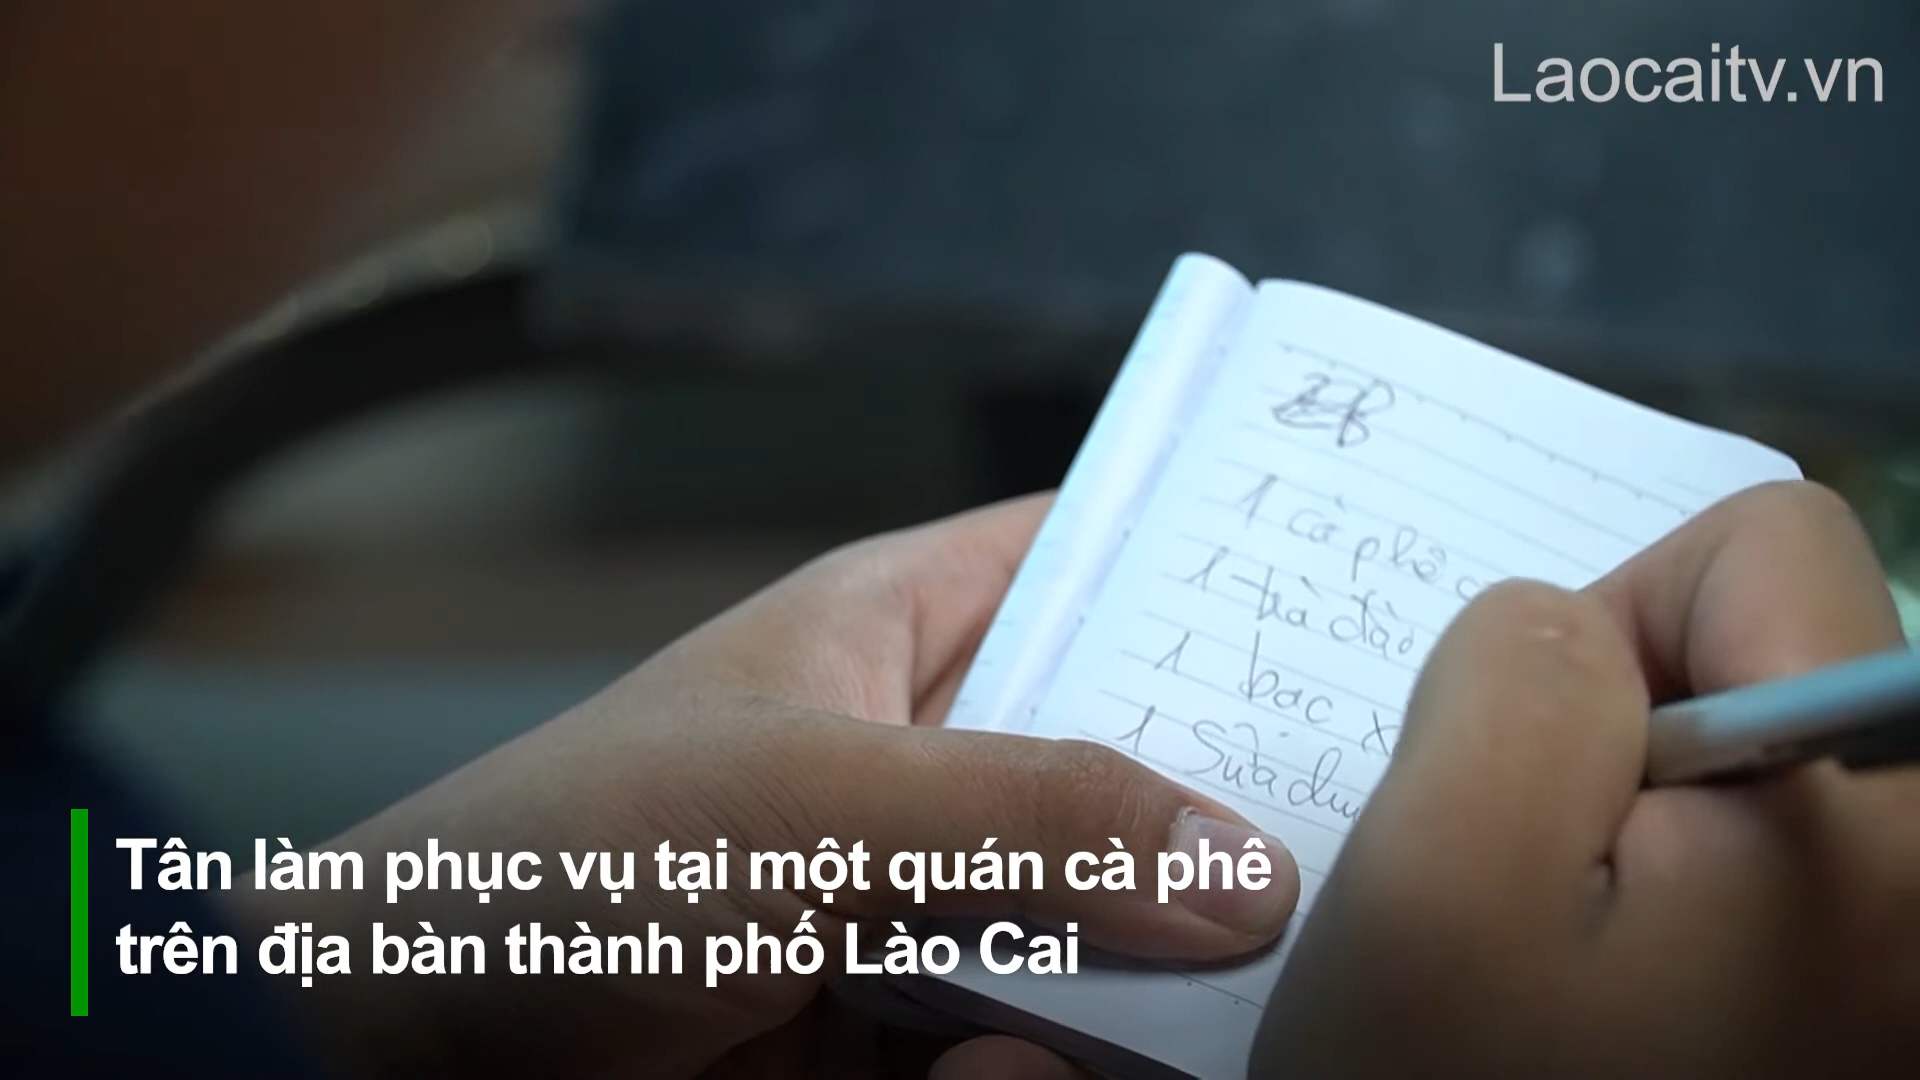 Laocaitv.vn
1 cà phê
1 trà đào
1 bac x
1 Sữa
Tân làm phục vụ tại một quán cà phê
trên địa bàn thành phố Lào Cai